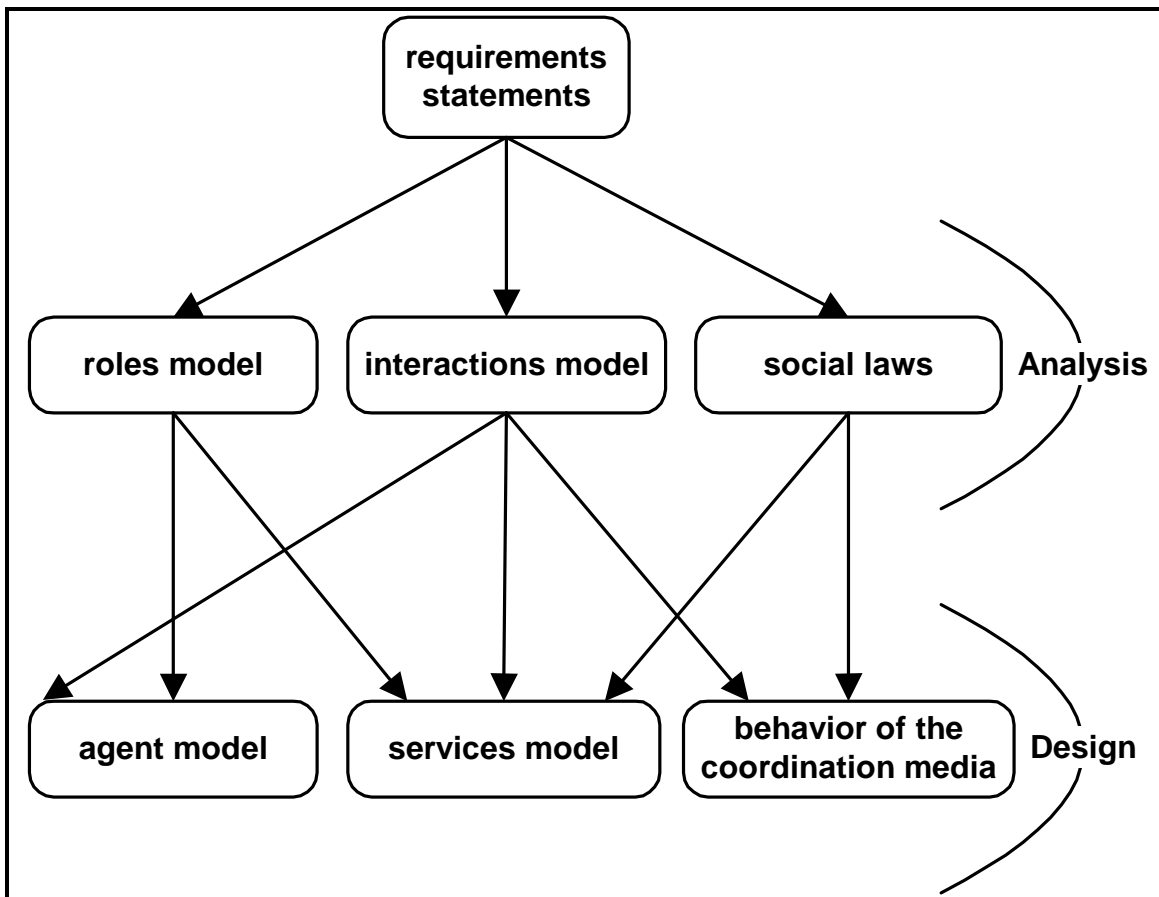 requirements
statements
roles model
interactions model
social laws
Analysis
agent model
services model
behavior of the
coordination media
Design